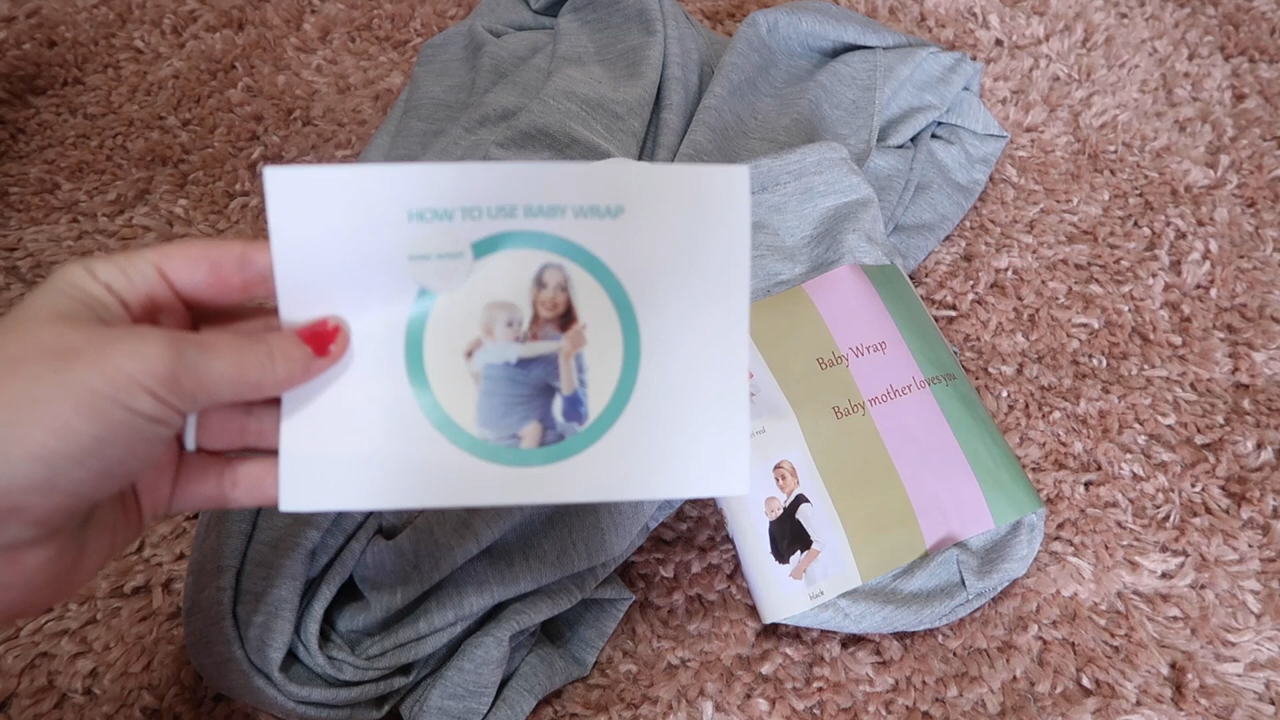 HOW TO USE BABY WRAP
Baby Wrap
Baby mother loves you
red
black